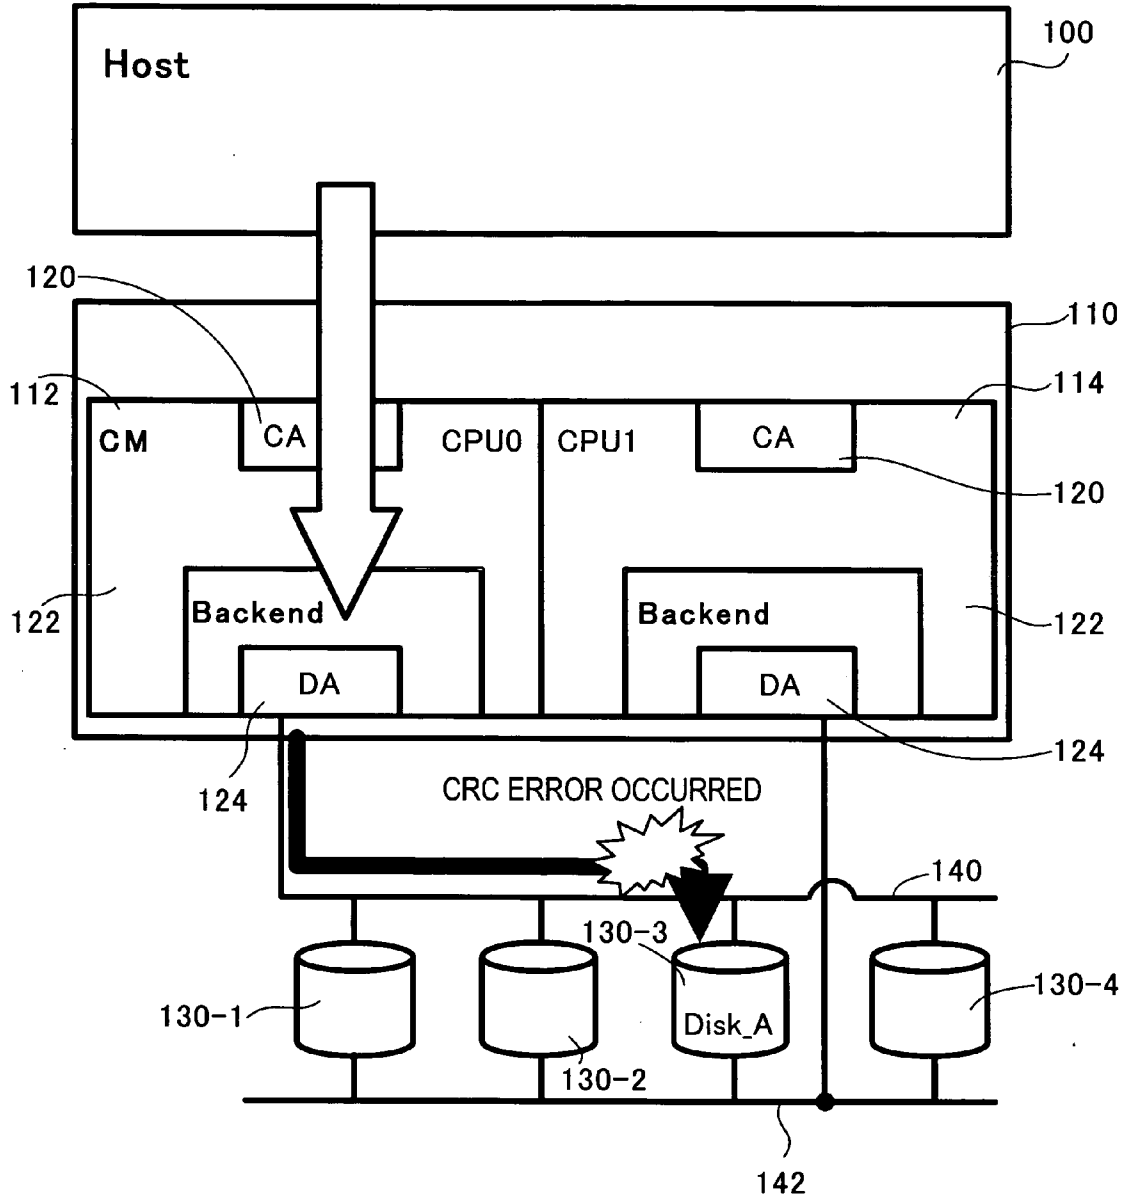 100
Host
120
110
112
114
CM
CA
CPU0
CPU1
CA
120
122
Backend
Backend
122
DA
DA
124
124
CRC ERROR OCCURRED
140
130-3
130-1
Disk_A
130-4
130-2
142